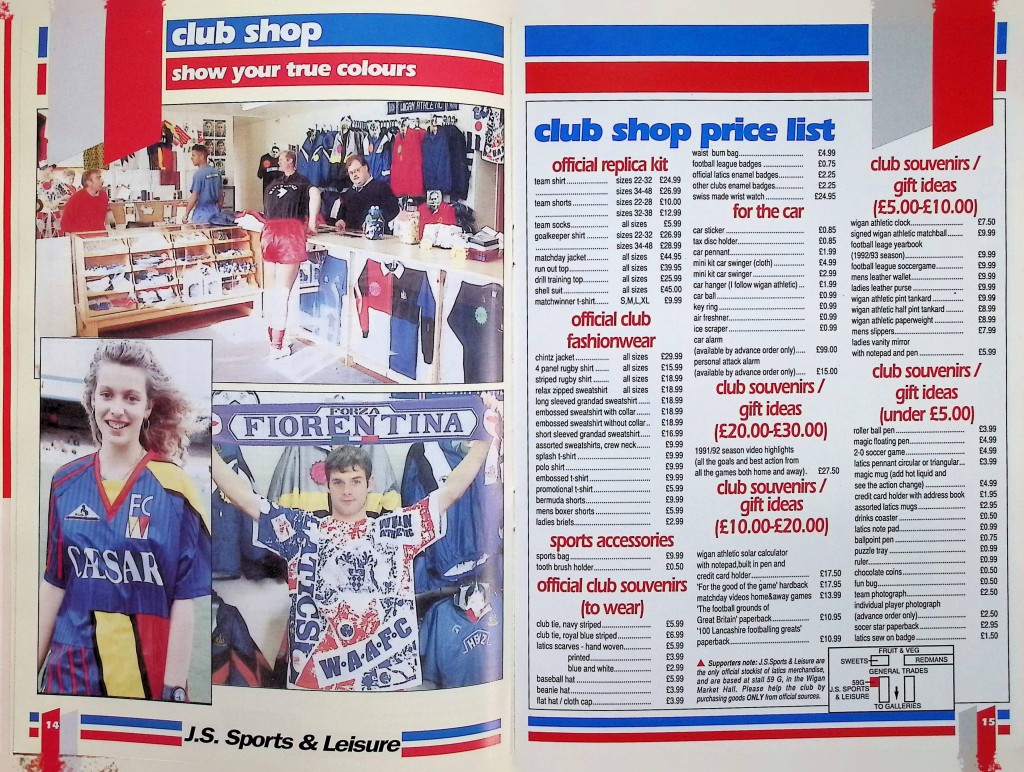 club shop
show your true colours
WIGAN ATHLETIC
FC
CÆSAR
FORZA
FIORENTINA
WIGAN
ATHLETIC
LATICS
W·A·A·F·C
14
J.S. Sports & Leisure
club shop price list
official replica kit
team shirt sizes 22-32 £24.99
sizes 34-48 £26.99
team shorts sizes 22-28 £10.00
sizes 32-38 £12.99
team socks all sizes £5.99
goalkeeper shirt sizes 22-32 £26.99
sizes 34-48 £28.99
matchday jacket all sizes £44.95
run out top all sizes £39.95
drill training top all sizes £25.99
shell suit all sizes £45.00
matchwinner t-shirt S,M,L,XL £9.99
official club
fashionwear
chintz jacket all sizes £29.99
4 panel rugby shirt all sizes £15.99
striped rugby shirt all sizes £18.99
relax zipped sweatshirt all sizes £18.99
long sleeved grandad sweatshirt £18.99
embossed sweatshirt with collar £18.99
embossed sweatshirt without collar £18.99
short sleeved grandad sweatshirt £16.99
assorted sweatshirts, crew neck £9.99
splash t-shirt £9.99
polo shirt £9.99
embossed t-shirt £9.99
promotional t-shirt £5.99
bermuda shorts £9.99
mens boxer shorts £5.99
ladies briefs £2.99
sports accessories
sports bag £9.99
tooth brush holder £0.50
official club souvenirs
(to wear)
club tie, navy striped £5.99
club tie, royal blue striped £6.99
latics scarves - hand woven £5.99
printed £3.99
blue and white £2.99
baseball hat £5.99
beanie hat £3.99
flat hat / cloth cap £3.99
waist bum bag £4.99
football league badges £0.75
official latics enamel badges £2.25
other clubs enamel badges £2.25
swiss made wrist watch £24.95
for the car
car sticker £0.85
tax disc holder £0.85
car pennant £1.99
mini kit car swinger (cloth) £4.99
mini kit car swinger £2.99
car hanger (I follow wigan athletic) £1.99
car ball £0.99
key ring £0.99
air freshner £0.99
ice scraper £0.99
car alarm
(available by advance order only) £99.00
personal attack alarm
(available by advance order only) £15.00
club souvenirs /
gift ideas
(£20.00-£30.00)
1991/92 season video highlights
(all the goals and best action from
all the games both home and away). £27.50
club souvenirs /
gift ideas
(£10.00-£20.00)
wigan athletic solar calculator
with notepad,built in pen and
credit card holder £17.50
'For the good of the game' hardback £17.95
matchday videos home&away games £13.99
'The football grounds of
Great Britain' paperback £10.95
'100 Lancashire footballing greats'
paperback £10.99
▲ Supporters note: J.S.Sports & Leisure are
the only official stockist of latics merchandise,
and are based at stall 59 G, in the Wigan
Market Hall. Please help the club by
purchasing goods ONLY from official sources.
club souvenirs /
gift ideas
(£5.00-£10.00)
wigan athletic clock £7.50
signed wigan athletic matchball £9.99
football leage yearbook
(1992/93 season) £9.99
football league soccergame £9.99
mens leather wallet £9.99
ladies leather purse £9.99
wigan athletic pint tankard £9.99
wigan athletic half pint tankard £8.99
wigan athletic paperweight £8.99
mens slippers £7.99
ladies vanity mirror
with notepad and pen £5.99
club souvenirs /
gift ideas
(under £5.00)
roller ball pen £3.99
magic floating pen £4.99
2-0 soccer game £4.99
latics pennant circular or triangular £3.99
magic mug (add hot liquid and
see the action change) £4.99
credit card holder with address book £1.95
assorted latics mugs £2.95
drinks coaster £0.50
latics note pad £0.99
ballpoint pen £0.75
puzzle tray £0.99
ruler £0.99
chocolate coins £0.50
fun bug £0.50
team photograph £2.50
individual player photograph
(advance order only) £2.50
socer star paperback £2.95
latics sew on badge £1.50
FRUIT & VEG
SWEETS REDMANS
GENERAL TRADES
59G
J.S. SPORTS
& LEISURE
TO GALLERIES
15